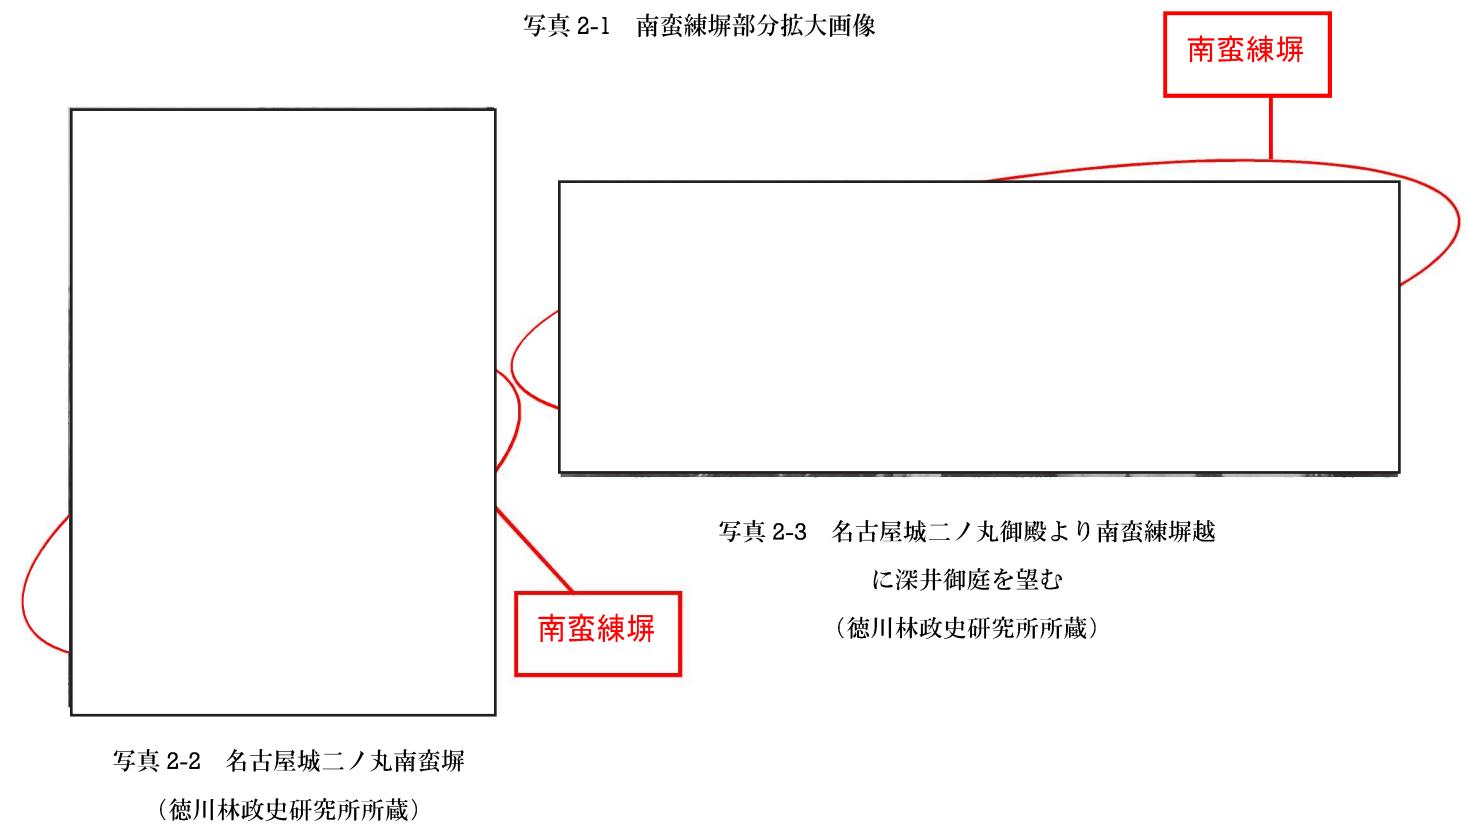 写真 2-1　南蛮練塀部分拡大画像
南蛮練塀
南蛮練塀
写真 2-3　名古屋城二ノ丸御殿より南蛮練塀越
に深井御庭を望む
（徳川林政史研究所所蔵）
写真 2-2　名古屋城二ノ丸南蛮塀
（徳川林政史研究所所蔵）